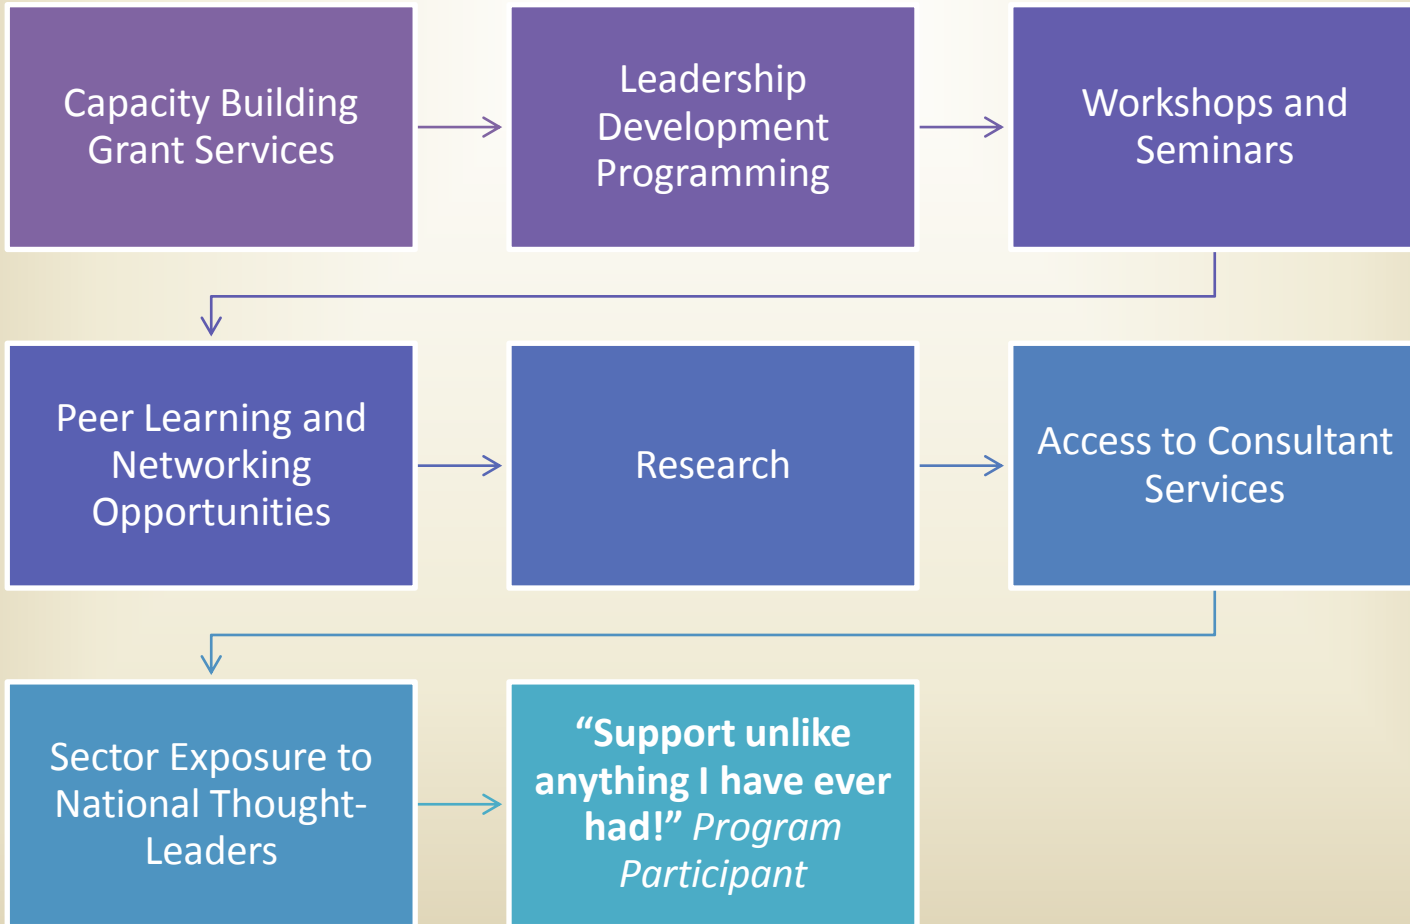 Capacity Building
Grant Services
Leadership
Development
Programming
Workshops and
Seminars
Peer Learning and
Networking
Opportunities
Research
Access to Consultant
Services
Sector Exposure to
National Thought-
Leaders
“Support unlike
anything I have ever
had!” Program
Participant